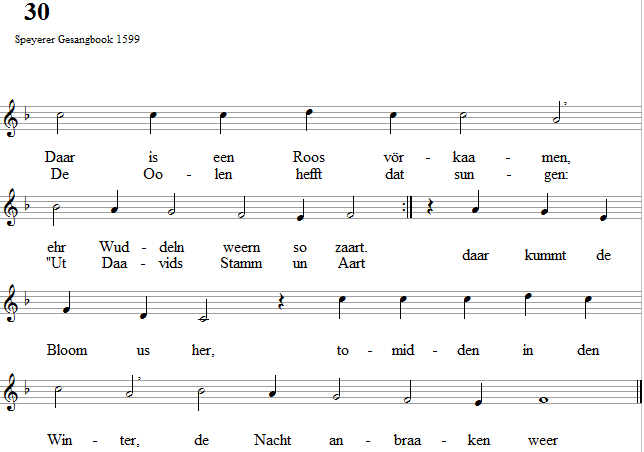 30
Speyerer Gesangbook 1599
Daar is een Roos vör - kaa - men,
De Oo - len hefft dat sun - gen:
ehr Wud - deln weern so zaart.
"Ut Daa - vids Stamm un Aart
daar kummt de
Bloom us her, to - mid - den in den
Win - ter, de Nacht an - braa - ken weer